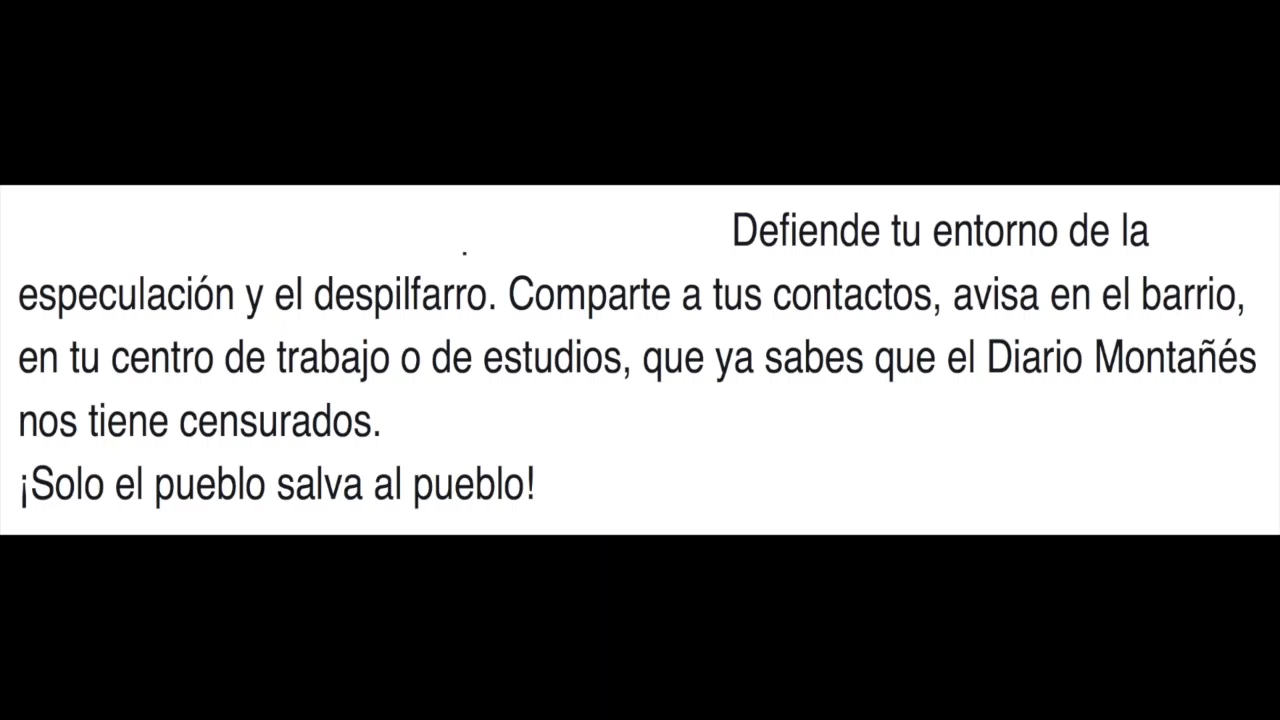 Defiende tu entorno de la
especulación y el despilfarro. Comparte a tus contactos, avisa en el barrio,
en tu centro de trabajo o de estudios, que ya sabes que el Diario Montañés
nos tiene censurados.
¡Solo el pueblo salva al pueblo!